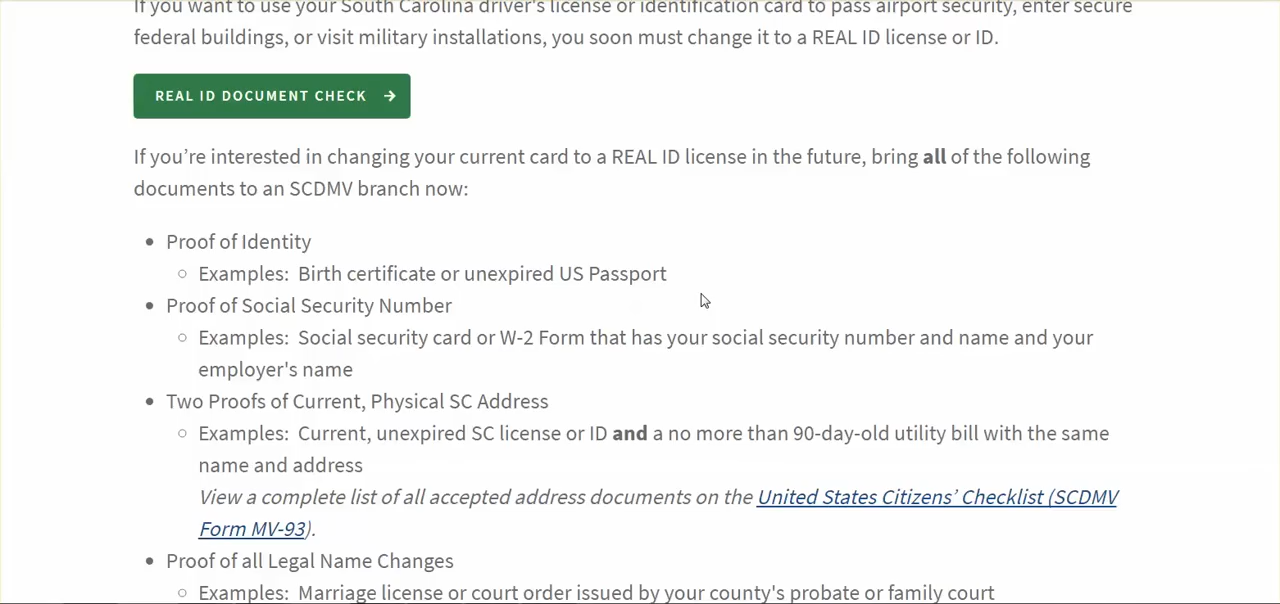 If you want to use your South Carolina driver's license or identification card to pass airport security, enter secure
federal buildings, or visit military installations, you soon must change it to a REAL ID license or ID.
REAL ID DOCUMENT CHECK →
If you’re interested in changing your current card to a REAL ID license in the future, bring all of the following
documents to an SCDMV branch now:
• Proof of Identity
○ Examples:  Birth certificate or unexpired US Passport
• Proof of Social Security Number
○ Examples:  Social security card or W-2 Form that has your social security number and name and your
employer's name
• Two Proofs of Current, Physical SC Address
○ Examples:  Current, unexpired SC license or ID and a no more than 90-day-old utility bill with the same
name and address
View a complete list of all accepted address documents on the United States Citizens’ Checklist (SCDMV
Form MV-93).
• Proof of all Legal Name Changes
○ Examples:  Marriage license or court order issued by your county's probate or family court